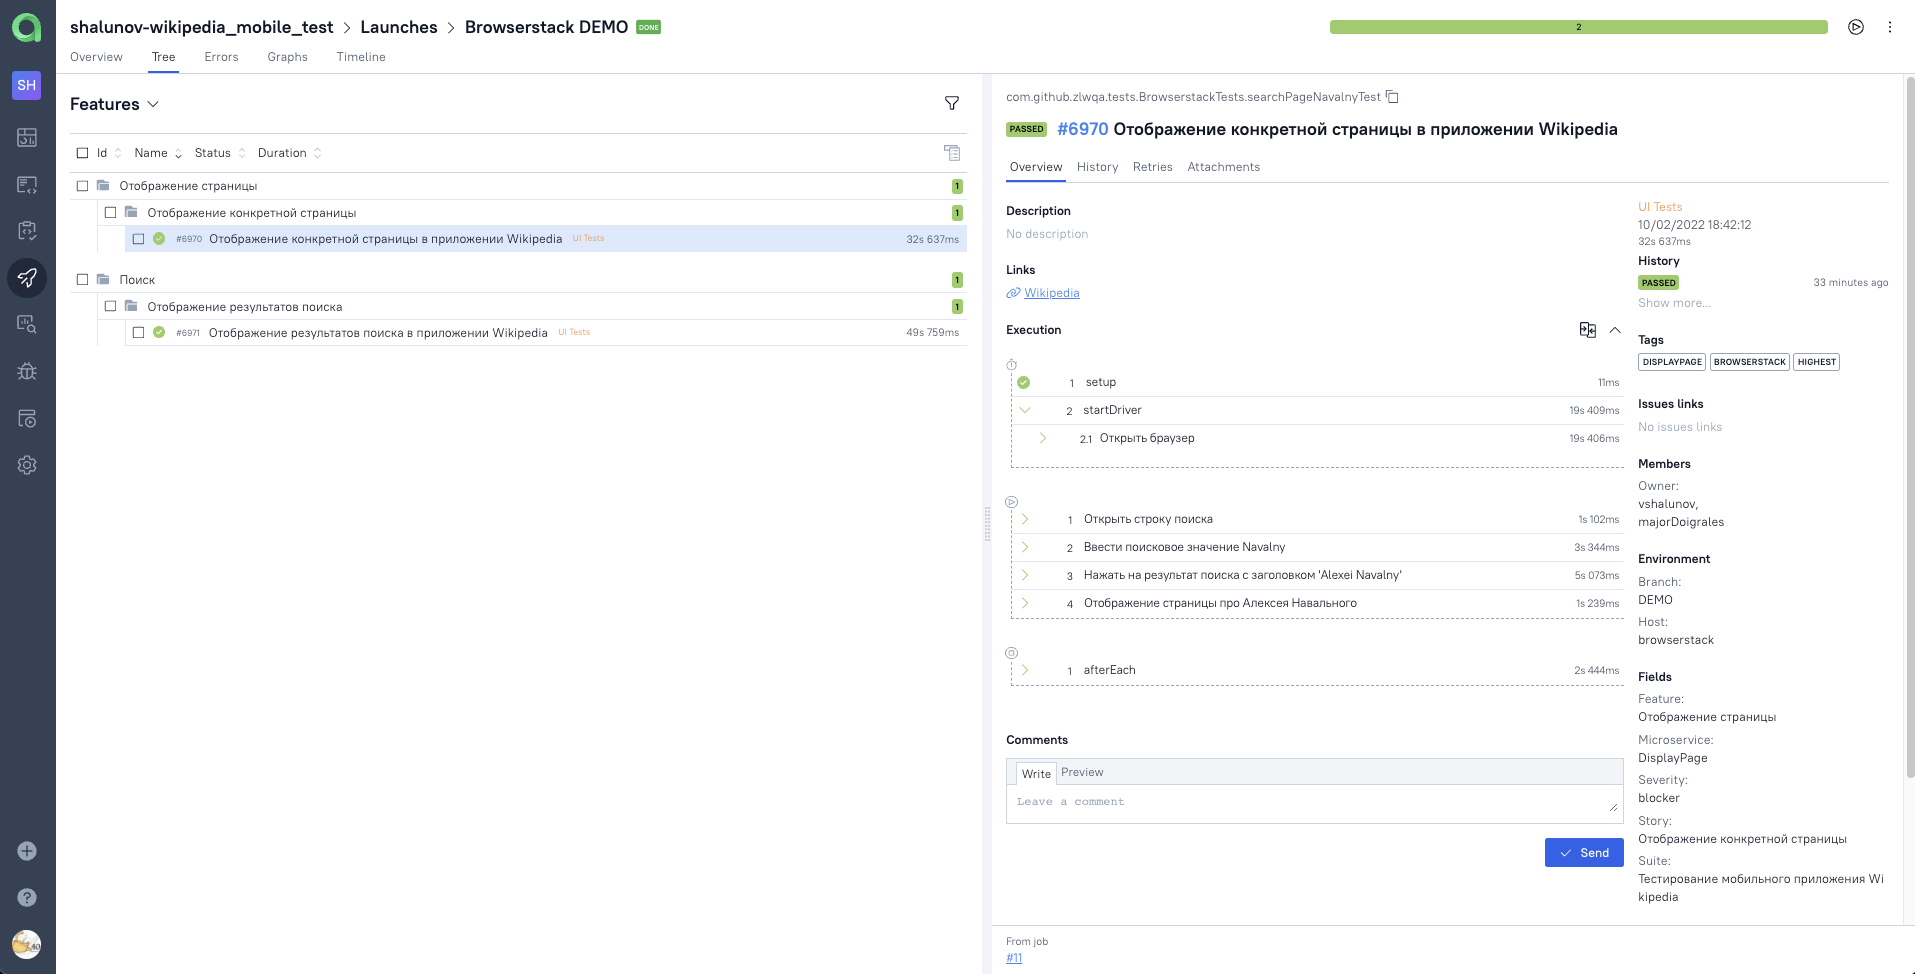 shalunov-wikipedia_mobile_test > Launches > Browserstack DEMO DONE
2
Overview Tree Errors Graphs Timeline
SH
Features
Id Name Status Duration
Отображение страницы 1
Отображение конкретной страницы 1
#6970 Отображение конкретной страницы в приложении Wikipedia UI Tests 32s 637ms
Поиск 1
Отображение результатов поиска 1
#6971 Отображение результатов поиска в приложении Wikipedia UI Tests 49s 759ms
com.github.zlwqa.tests.BrowserstackTests.searchPageNavalnyTest
PASSED #6970 Отображение конкретной страницы в приложении Wikipedia
Overview History Retries Attachments
Description
No description
Links
Wikipedia
Execution
1 setup 11ms
2 startDriver 19s 409ms
2.1 Открыть браузер 19s 406ms
1 Открыть строку поиска 1s 102ms
2 Ввести поисковое значение Navalny 3s 344ms
3 Нажать на результат поиска с заголовком 'Alexei Navalny' 5s 073ms
4 Отображение страницы про Алексея Навального 1s 239ms
1 afterEach 2s 444ms
Comments
Write Preview
Leave a comment
Send
UI Tests
10/02/2022 18:42:12
32s 637ms
History
PASSED 33 minutes ago
Show more...
Tags
DISPLAYPAGE BROWSERSTACK HIGHEST
Issues links
No issues links
Members
Owner:
vshalunov,
majorDoigrales
Environment
Branch:
DEMO
Host:
browserstack
Fields
Feature:
Отображение страницы
Microservice:
DisplayPage
Severity:
blocker
Story:
Отображение конкретной страницы
Suite:
Тестирование мобильного приложения Wi
kipedia
From job
#11